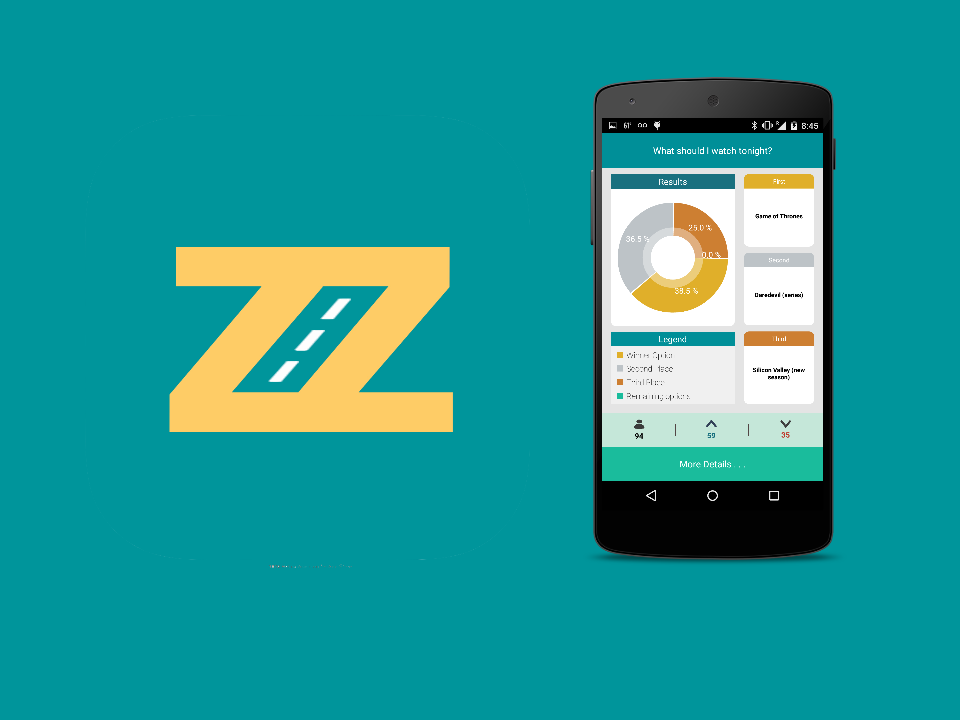 61°
8:45
What should I watch tonight?
Results
36.5 %
25.0 %
0.0 %
38.5 %
First
Game of Thrones
Second
Daredevil (series)
Third
Silicon Valley (new
season)
Legend
Winner Option
Second Place
Third Place
Remaining options
94
59
35
More Details . . .